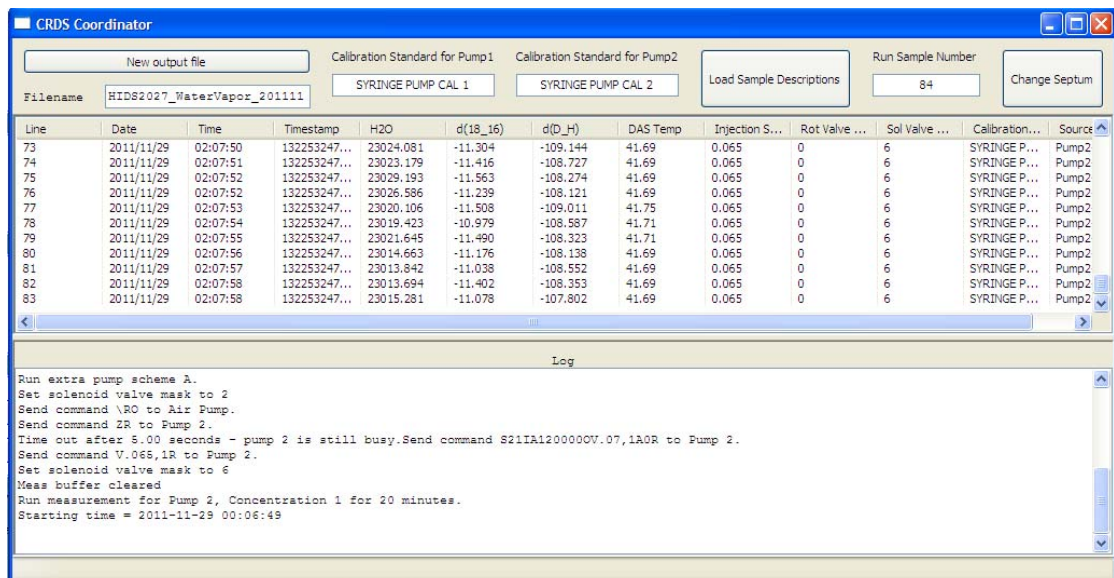 CRDS Coordinator
New output file
Calibration Standard for Pump1
Calibration Standard for Pump2
Load Sample Descriptions
Run Sample Number
Change Septum
Filename
HIDS2027_WaterVapor_201111
SYRINGE PUMP CAL 1
SYRINGE PUMP CAL 2
84
Line Date Time Timestamp H2O d(18_16) d(D_H) DAS Temp Injection S... Rot Valve ... Sol Valve ... Calibration... Source
73 2011/11/29 02:07:50 132253247... 23024.081 -11.304 -109.144 41.69 0.065 0 6 SYRINGE P... Pump2
74 2011/11/29 02:07:51 132253247... 23023.179 -11.416 -108.727 41.69 0.065 0 6 SYRINGE P... Pump2
75 2011/11/29 02:07:52 132253247... 23029.193 -11.563 -108.274 41.69 0.065 0 6 SYRINGE P... Pump2
76 2011/11/29 02:07:52 132253247... 23026.586 -11.239 -108.121 41.69 0.065 0 6 SYRINGE P... Pump2
77 2011/11/29 02:07:53 132253247... 23020.106 -11.508 -109.011 41.75 0.065 0 6 SYRINGE P... Pump2
78 2011/11/29 02:07:54 132253247... 23019.423 -10.979 -108.587 41.71 0.065 0 6 SYRINGE P... Pump2
79 2011/11/29 02:07:55 132253247... 23021.645 -11.490 -108.323 41.71 0.065 0 6 SYRINGE P... Pump2
80 2011/11/29 02:07:56 132253247... 23014.663 -11.176 -108.138 41.69 0.065 0 6 SYRINGE P... Pump2
81 2011/11/29 02:07:57 132253247... 23013.842 -11.038 -108.552 41.69 0.065 0 6 SYRINGE P... Pump2
82 2011/11/29 02:07:58 132253247... 23013.694 -11.402 -108.353 41.69 0.065 0 6 SYRINGE P... Pump2
83 2011/11/29 02:07:58 132253247... 23015.281 -11.078 -107.802 41.69 0.065 0 6 SYRINGE P... Pump2
Log
Run extra pump scheme A.
Set solenoid valve mask to 2
Send command \RO to Air Pump.
Send command ZR to Pump 2.
Time out after 5.00 seconds - pump 2 is still busy.Send command S21IA120000OV.07,1A0R to Pump 2.
Send command V.065,1R to Pump 2.
Set solenoid valve mask to 6
Meas buffer cleared
Run measurement for Pump 2, Concentration 1 for 20 minutes.
Starting time = 2011-11-29 00:06:49